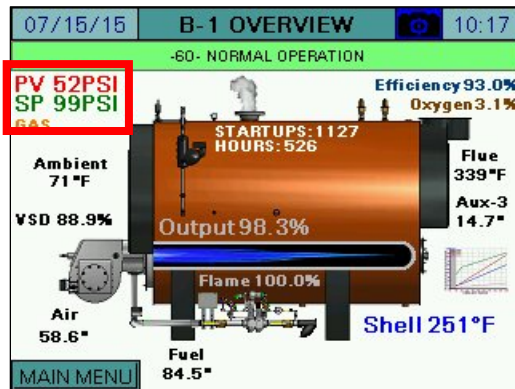 07/15/15 B-1 OVERVIEW 10:17
-60- NORMAL OPERATION
PV 52PSI
SP 99PSI
GAS
Efficiency 93.0%
Oxygen 3.1%
STARTUPS: 1127
HOURS: 526
Ambient
71°F
Flue
339°F
VSD 88.9%
Aux-3
14.7"
Output 98.3%
Flame 100.0%
Air
58.6°
Shell 251°F
Fuel
84.5°
MAIN MENU